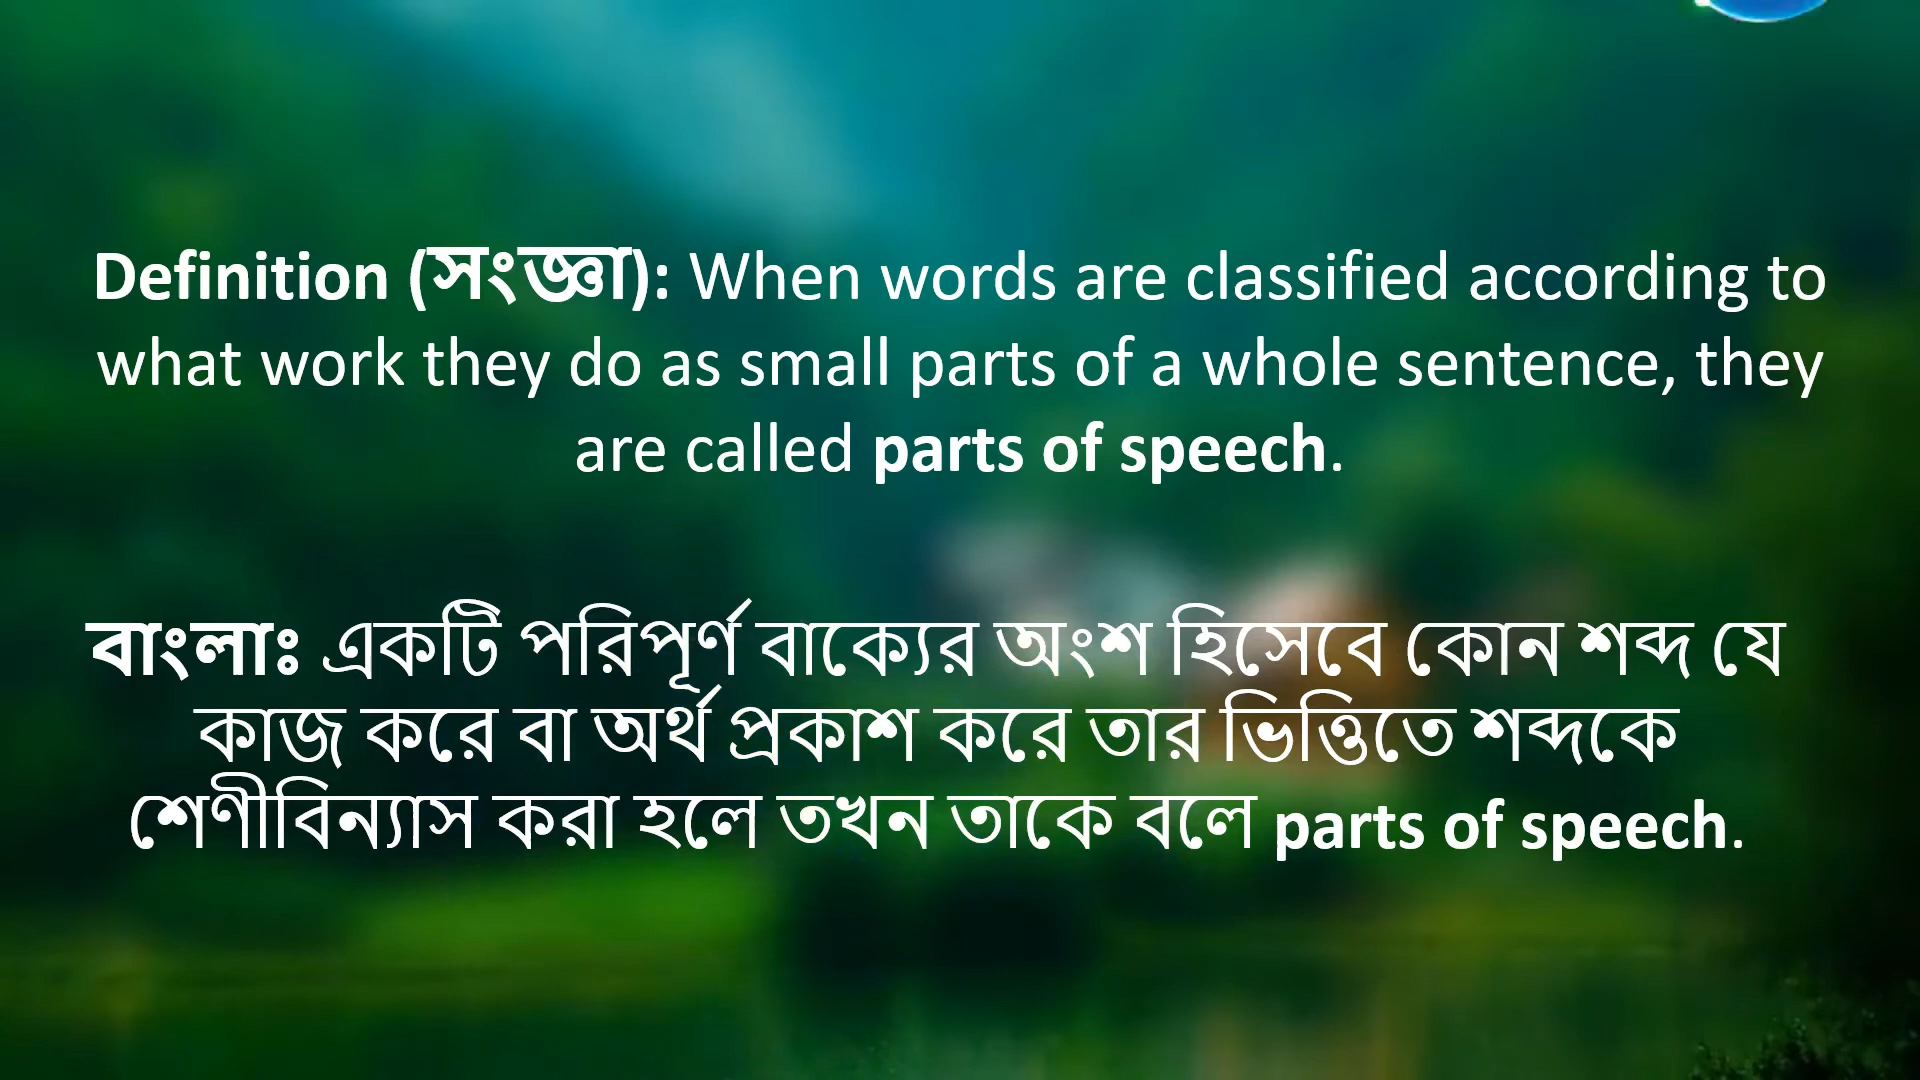 Definition (সংজ্ঞা): When words are classified according to
what work they do as small parts of a whole sentence, they
are called parts of speech.
বাংলাঃ একটি পরিপূর্ণ বাক্যের অংশ হিসেবে কোন শব্দ যে
কাজ করে বা অর্থ প্রকাশ করে তার ভিত্তিতে শব্দকে
শেণীবিন্যাস করা হলে তখন তাকে বলে parts of speech.